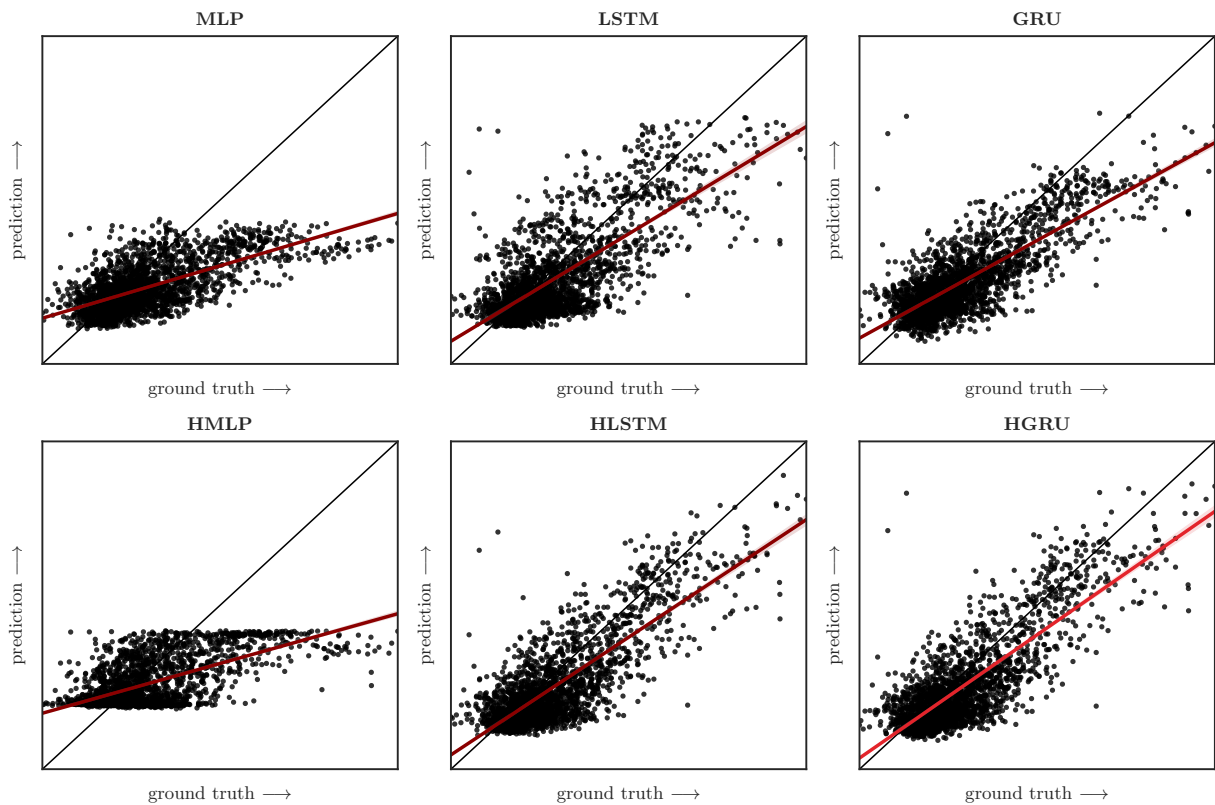 MLP
LSTM
GRU
prediction ⟶
prediction ⟶
prediction ⟶
ground truth ⟶
ground truth ⟶
ground truth ⟶
HMLP
HLSTM
HGRU
prediction ⟶
prediction ⟶
prediction ⟶
ground truth ⟶
ground truth ⟶
ground truth ⟶